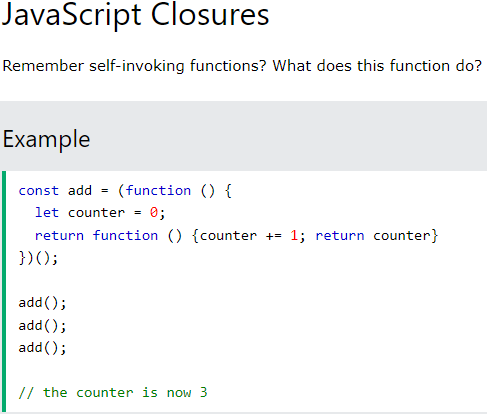 JavaScript Closures
Remember self-invoking functions? What does this function do?
Example
const add = (function () {
  let counter = 0;
  return function () {counter += 1; return counter}
})();

add();
add();
add();

// the counter is now 3